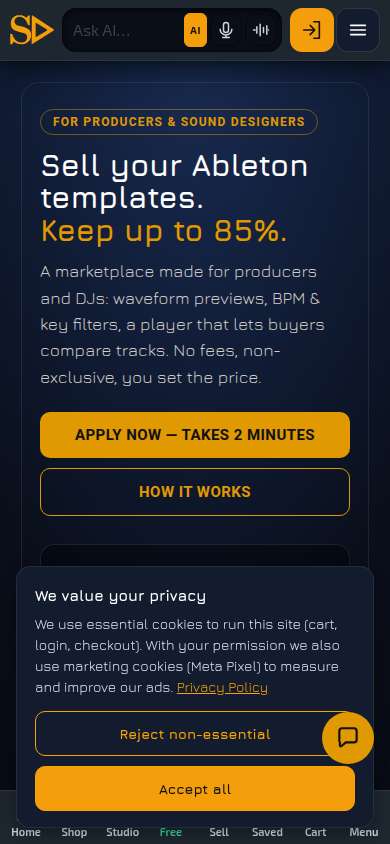 SD
Ask AI...
AI
FOR PRODUCERS & SOUND DESIGNERS
Sell your Ableton
templates.
Keep up to 85%.
A marketplace made for producers
and DJs: waveform previews, BPM &
key filters, a player that lets buyers
compare tracks. No fees, non-
exclusive, you set the price.
APPLY NOW — TAKES 2 MINUTES
HOW IT WORKS
We value your privacy
We use essential cookies to run this site (cart,
login, checkout). With your permission we also
use marketing cookies (Meta Pixel) to measure
and improve our ads. Privacy Policy
Reject non-essential
Accept all
Home Shop Studio Free Sell Saved Cart Menu